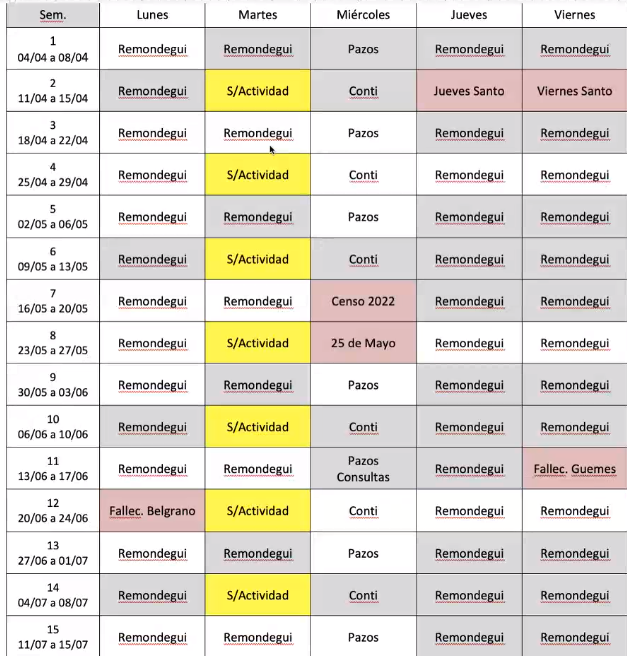 Sem. Lunes Martes Miércoles Jueves Viernes
1
04/04 a 08/04 Remondegui Remondegui Pazos Remondegui Remondegui
2
11/04 a 15/04 Remondegui S/Actividad Conti Jueves Santo Viernes Santo
3
18/04 a 22/04 Remondegui Remondegui Pazos Remondegui Remondegui
4
25/04 a 29/04 Remondegui S/Actividad Conti Remondegui Remondegui
5
02/05 a 06/05 Remondegui Remondegui Pazos Remondegui Remondegui
6
09/05 a 13/05 Remondegui S/Actividad Conti Remondegui Remondegui
7
16/05 a 20/05 Remondegui Remondegui Censo 2022 Remondegui Remondegui
8
23/05 a 27/05 Remondegui S/Actividad 25 de Mayo Remondegui Remondegui
9
30/05 a 03/06 Remondegui Remondegui Pazos Remondegui Remondegui
10
06/06 a 10/06 Remondegui S/Actividad Conti Remondegui Remondegui
11
13/06 a 17/06 Remondegui Remondegui Pazos Consultas Remondegui Fallec. Guemes
12
20/06 a 24/06 Fallec. Belgrano S/Actividad Conti Remondegui Remondegui
13
27/06 a 01/07 Remondegui Remondegui Pazos Remondegui Remondegui
14
04/07 a 08/07 Remondegui S/Actividad Conti Remondegui Remondegui
15
11/07 a 15/07 Remondegui Remondegui Pazos Remondegui Remondegui